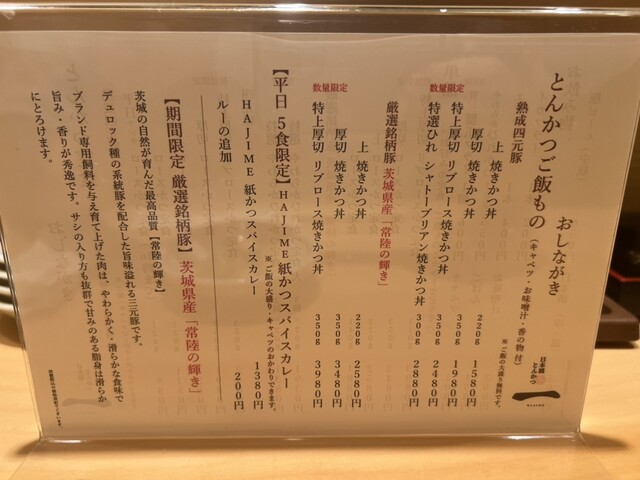 とんかつご飯もの おしながき
(キャベツ・お味噌汁・香の物 付)
※ご飯の大盛り無料です。
日本橋
とんかつ
一
HAJIME
熟成四元豚
上 焼きかつ丼 220g 1580円
厚切 焼きかつ丼 350g 1980円
特上厚切 リブロース焼きかつ丼 350g 2480円
数量限定 特選ひれ シャトーブリアン焼きかつ丼 300g 2880円
厳選銘柄豚 茨城県産「常陸の輝き」
上 焼きかつ丼 220g 2580円
厚切 焼きかつ丼 350g 3480円
数量限定 特上厚切 リブロース焼きかつ丼 350g 3980円
【平日 5食限定】HAJIME紙かつスパイスカレー
※ご飯の大盛り・キャベツのおかわりできます。
HAJIME 紙かつスパイスカレー 1380円
ルーの追加 200円
【期間限定 厳選銘柄豚】茨城県産「常陸の輝き」
茨城の自然が育んだ最高品質【常陸の輝き】
デュロック種の系統豚を配合した旨味溢れる三元豚です。
ブランド専用飼料を与え育て上げた肉は、やわらかく・滑らかな食味で
旨み・香りが秀逸です。サシの入り方も抜群で甘みのある脂身は滑らか
にとろけます。